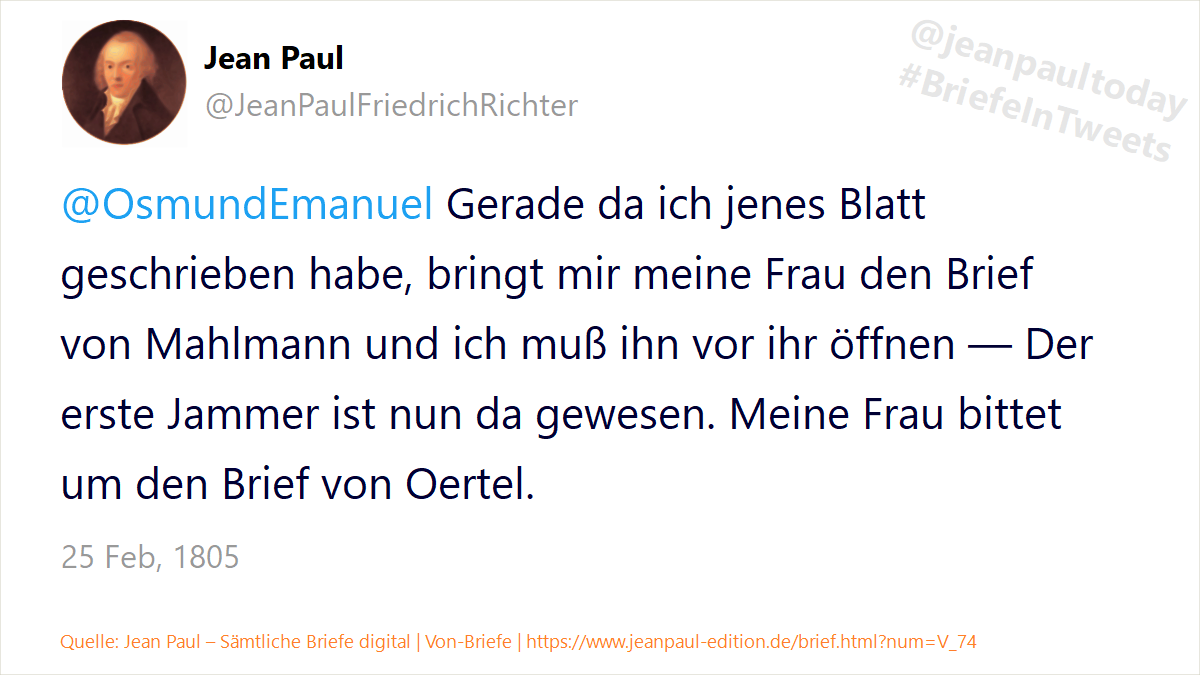 Jean Paul
@JeanPaulFriedrichRichter
@jeanpaultoday
#BriefeInTweets
@OsmundEmanuel Gerade da ich jenes Blatt
geschrieben habe, bringt mir meine Frau den Brief
von Mahlmann und ich muß ihn vor ihr öffnen — Der
erste Jammer ist nun da gewesen. Meine Frau bittet
um den Brief von Oertel.
25 Feb, 1805
Quelle: Jean Paul – Sämtliche Briefe digital | Von-Briefe | https://www.jeanpaul-edition.de/brief.html?num=V_74